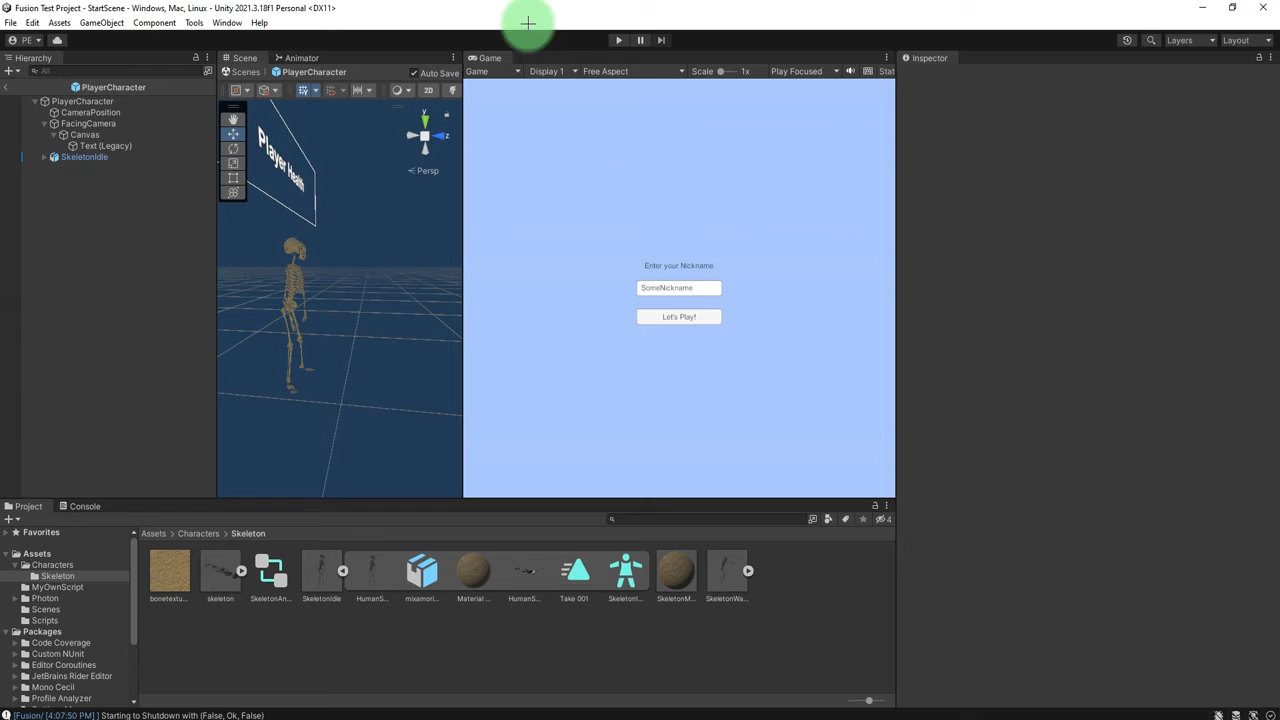 Fusion Test Project - StartScene - Windows, Mac, Linux - Unity 2021.3.18f1 Personal <DX11>
File Edit Assets GameObject Component Tools Window Help
PE Layers Layout
Hierarchy Scene Animator Game Inspector
All Scenes PlayerCharacter Auto Save Game Display 1 Free Aspect Scale 1x Play Focused Stat
PlayerCharacter 2D
PlayerCharacter
CameraPosition
FacingCamera
Canvas
Text (Legacy)
SkeletonIdle
y
z
Persp
Player Health
Enter your Nickname
SomeNickname
Let's Play!
Project Console
4
Favorites
Assets > Characters > Skeleton
Assets
Characters
Skeleton
MyOwnScript
Photon
Scenes
Scripts
Packages
Code Coverage
Custom NUnit
Editor Coroutines
JetBrains Rider Editor
Mono Cecil
Profile Analyzer
bonetextu... skeleton SkeletonAn... SkeletonIdle HumanS... mixamori... Material ... HumanS... Take 001 SkeletonI... SkeletonM... SkeletonWa...
[Fusion/ [4:07:50 PM] Starting to Shutdown with (False, Ok, False)